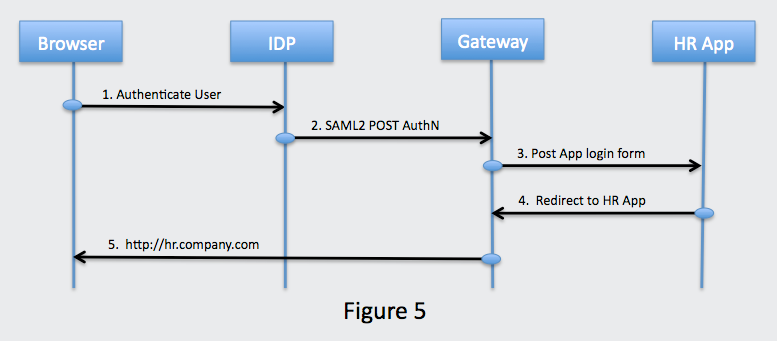 Browser
IDP
Gateway
HR App
1. Authenticate User
2. SAML2 POST AuthN
3. Post App login form
4. Redirect to HR App
5. http://hr.company.com
Figure 5